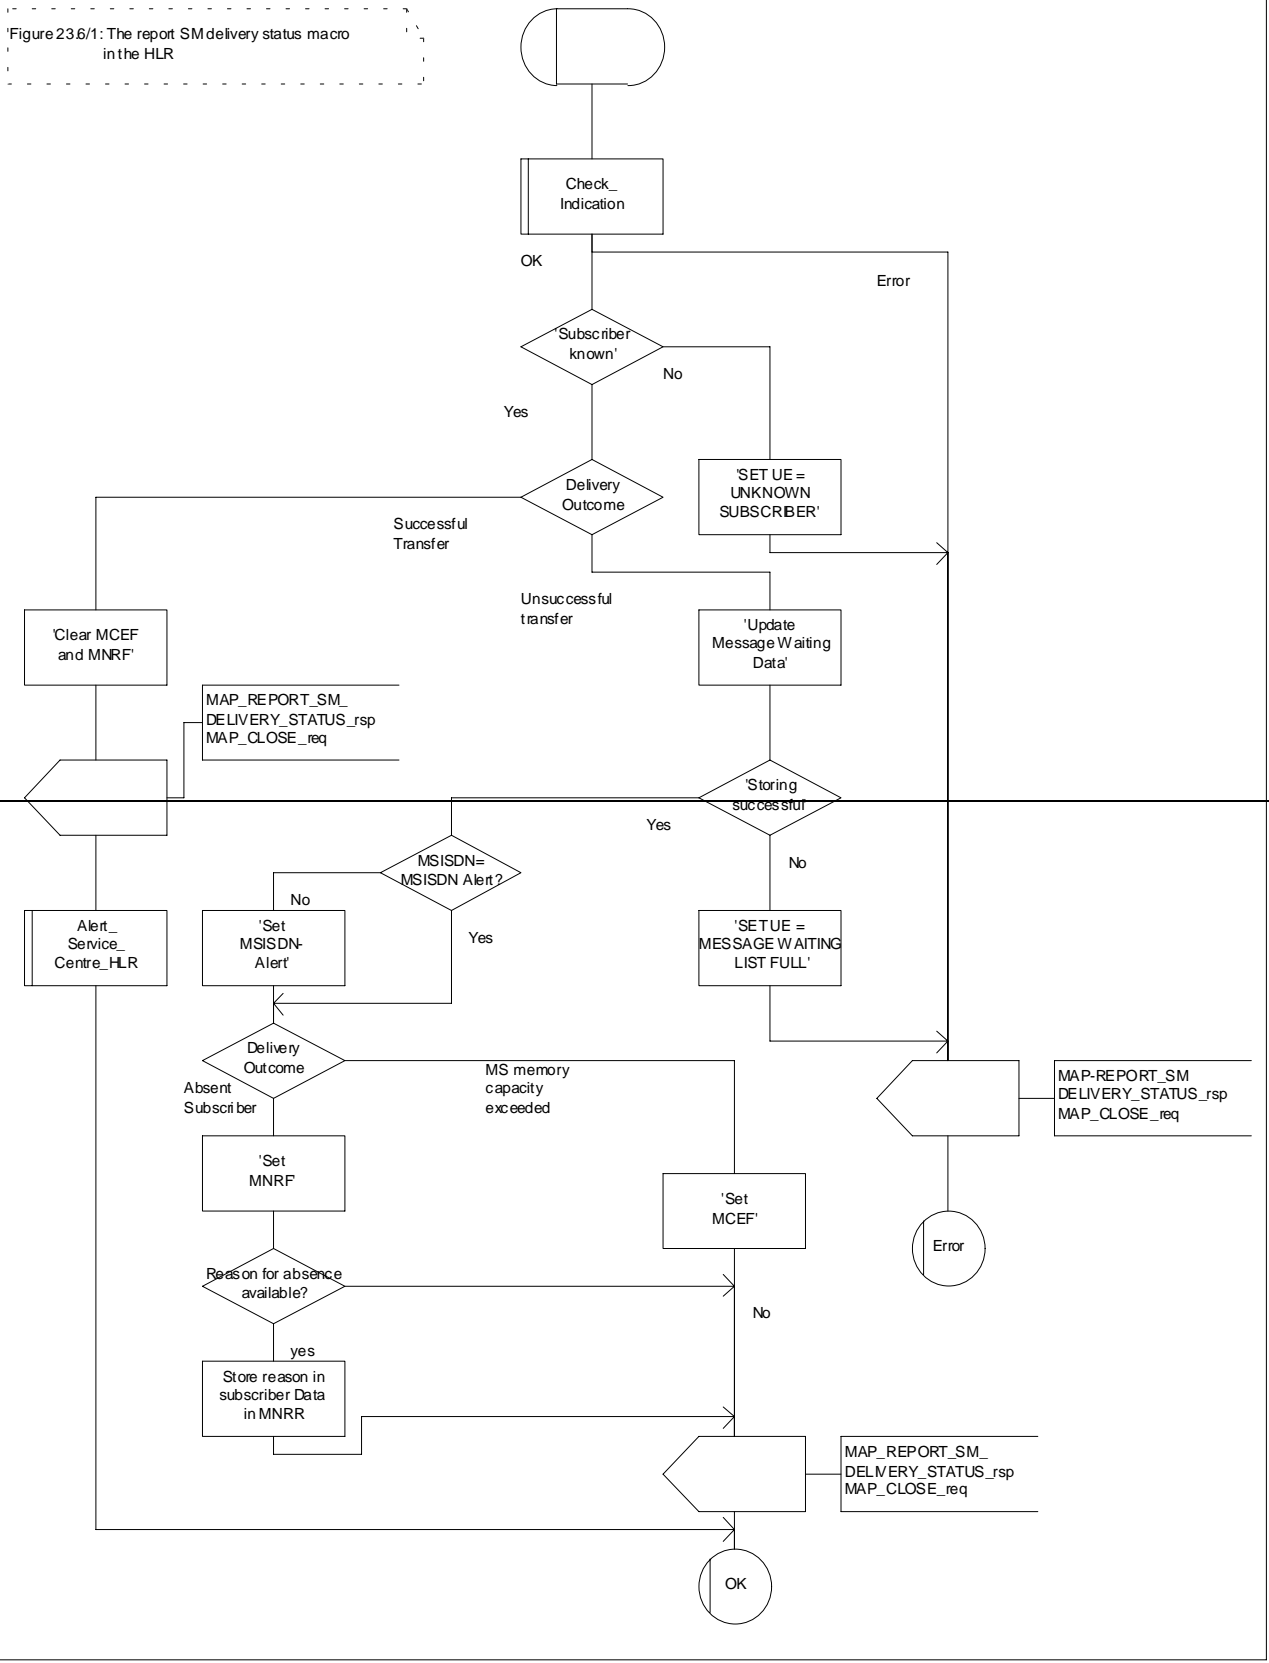 'Figure 23.6/1: The report SM delivery status macro
in the HLR
Check_
Indication
OK
Error
'Subscriber
known'
No
Yes
Delivery
Outcome
'SET UE =
UNKNOWN
SUBSCRIBER'
Successful
Transfer
Unsuccessful
transfer
'Clear MCEF
and MNRF'
'Update
Message Waiting
Data'
MAP_REPORT_SM_
DELIVERY_STATUS_rsp
MAP_CLOSE_req
'Storing
successful'
Yes
No
MSISDN=
MSISDN Alert?
No
Yes
Alert_
Service_
Centre_HLR
'Set
MSISDN-
Alert'
'SET UE =
MESSAGE WAITING
LIST FULL'
Delivery
Outcome
Absent
Subscriber
MS memory
capacity
exceeded
MAP-REPORT_SM
DELIVERY_STATUS_rsp
MAP_CLOSE_req
'Set
MNRF'
'Set
MCEF'
Error
Reason for absence
available?
No
yes
Store reason in
subscriber Data
in MNRR
MAP_REPORT_SM_
DELIVERY_STATUS_rsp
MAP_CLOSE_req
OK